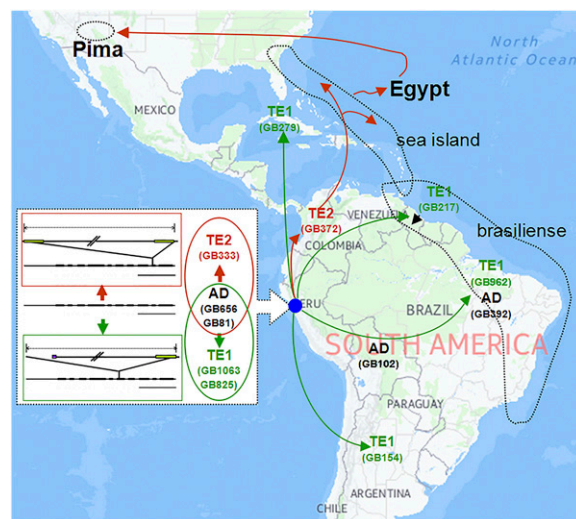 North
Atlantic Ocean
Pima
Egypt
MEXICO
TE1
(GB279)
sea island
TE2
(GB372)
VENEZUELA
TE1
(GB217)
COLOMBIA
brasiliense
TE2
(GB333)
AD
(GB656
GB81)
TE1
(GB1063
GB825)
PERU
TE1
(GB962)
BRAZIL
AD
(GB392)
SOUTH AMERICA
AD
(GB102)
PARAGUAY
TE1
(GB154)
CHILE
ARGENTINA